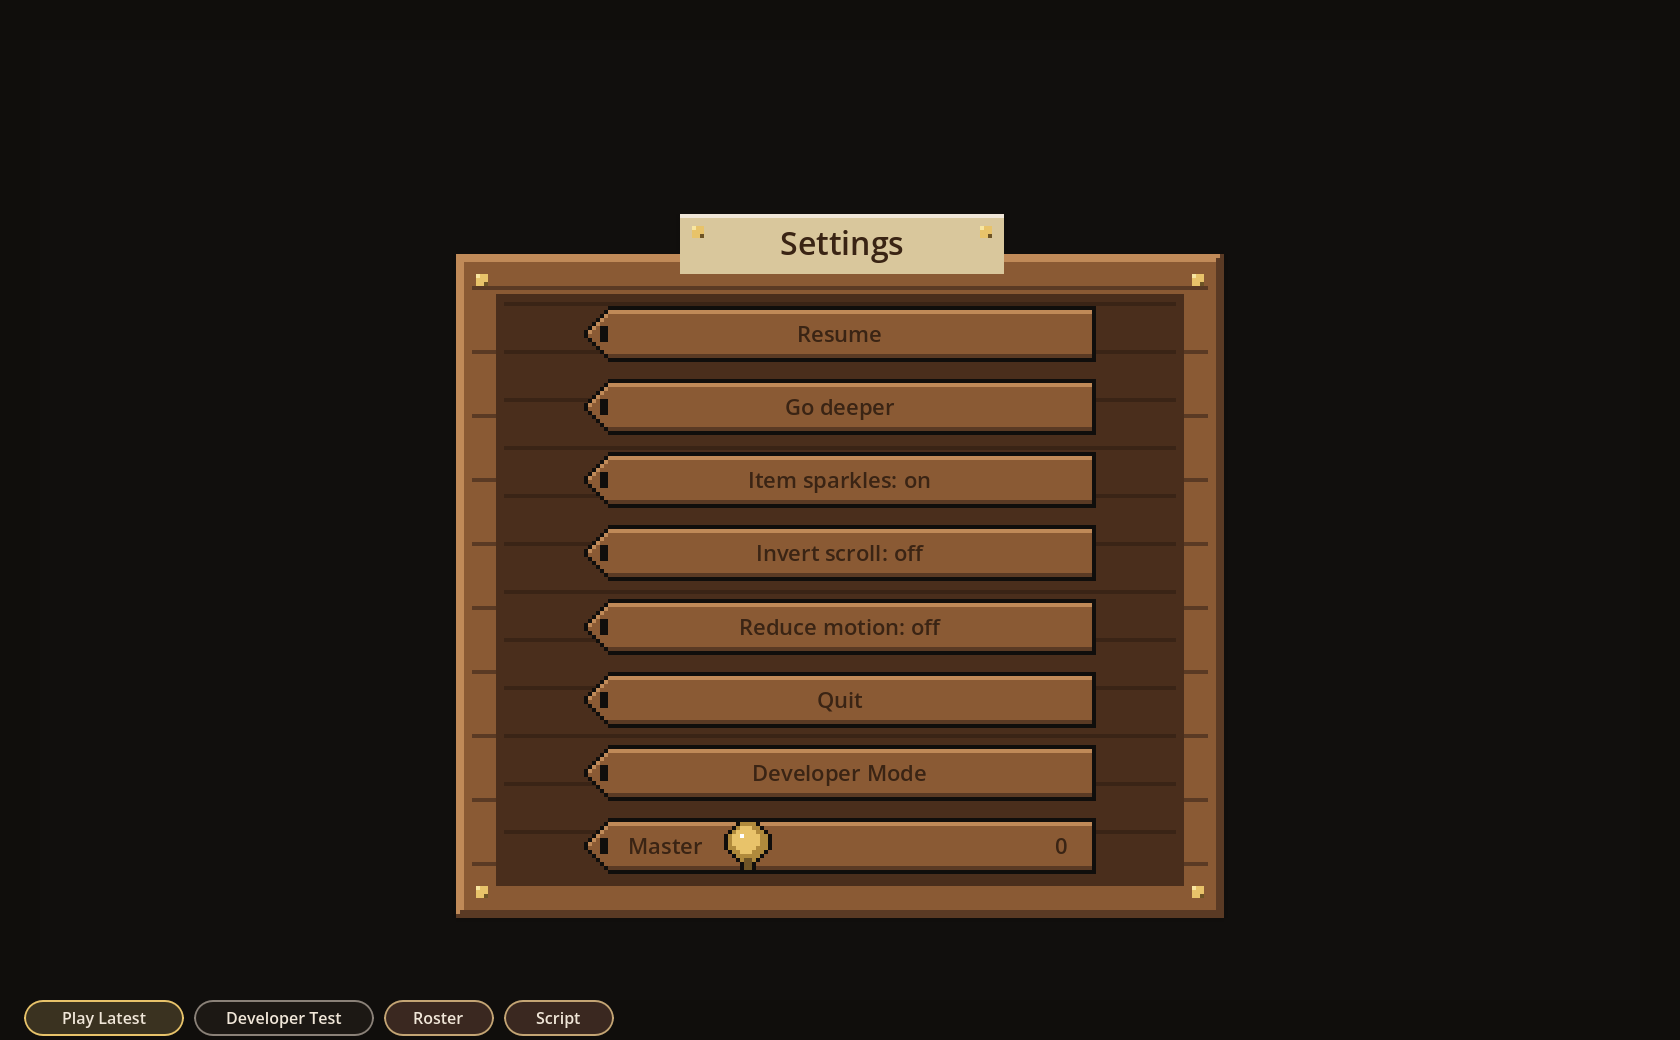 Settings
Resume
Go deeper
Item sparkles: on
Invert scroll: off
Reduce motion: off
Quit
Developer Mode
Master 0
Play Latest Developer Test Roster Script